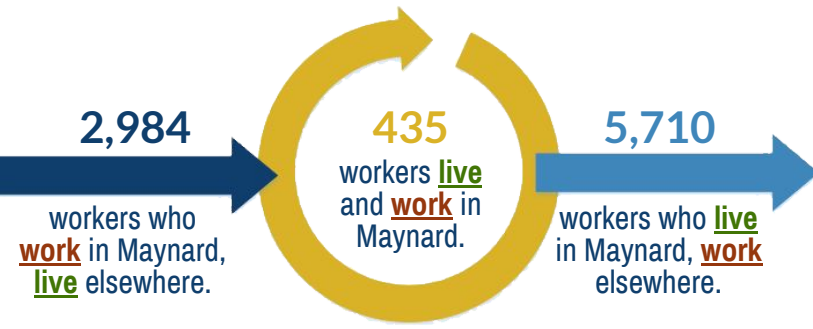 2,984
workers who
work in Maynard,
live elsewhere.
435
workers live
and work in
Maynard.
5,710
workers who live
in Maynard, work
elsewhere.